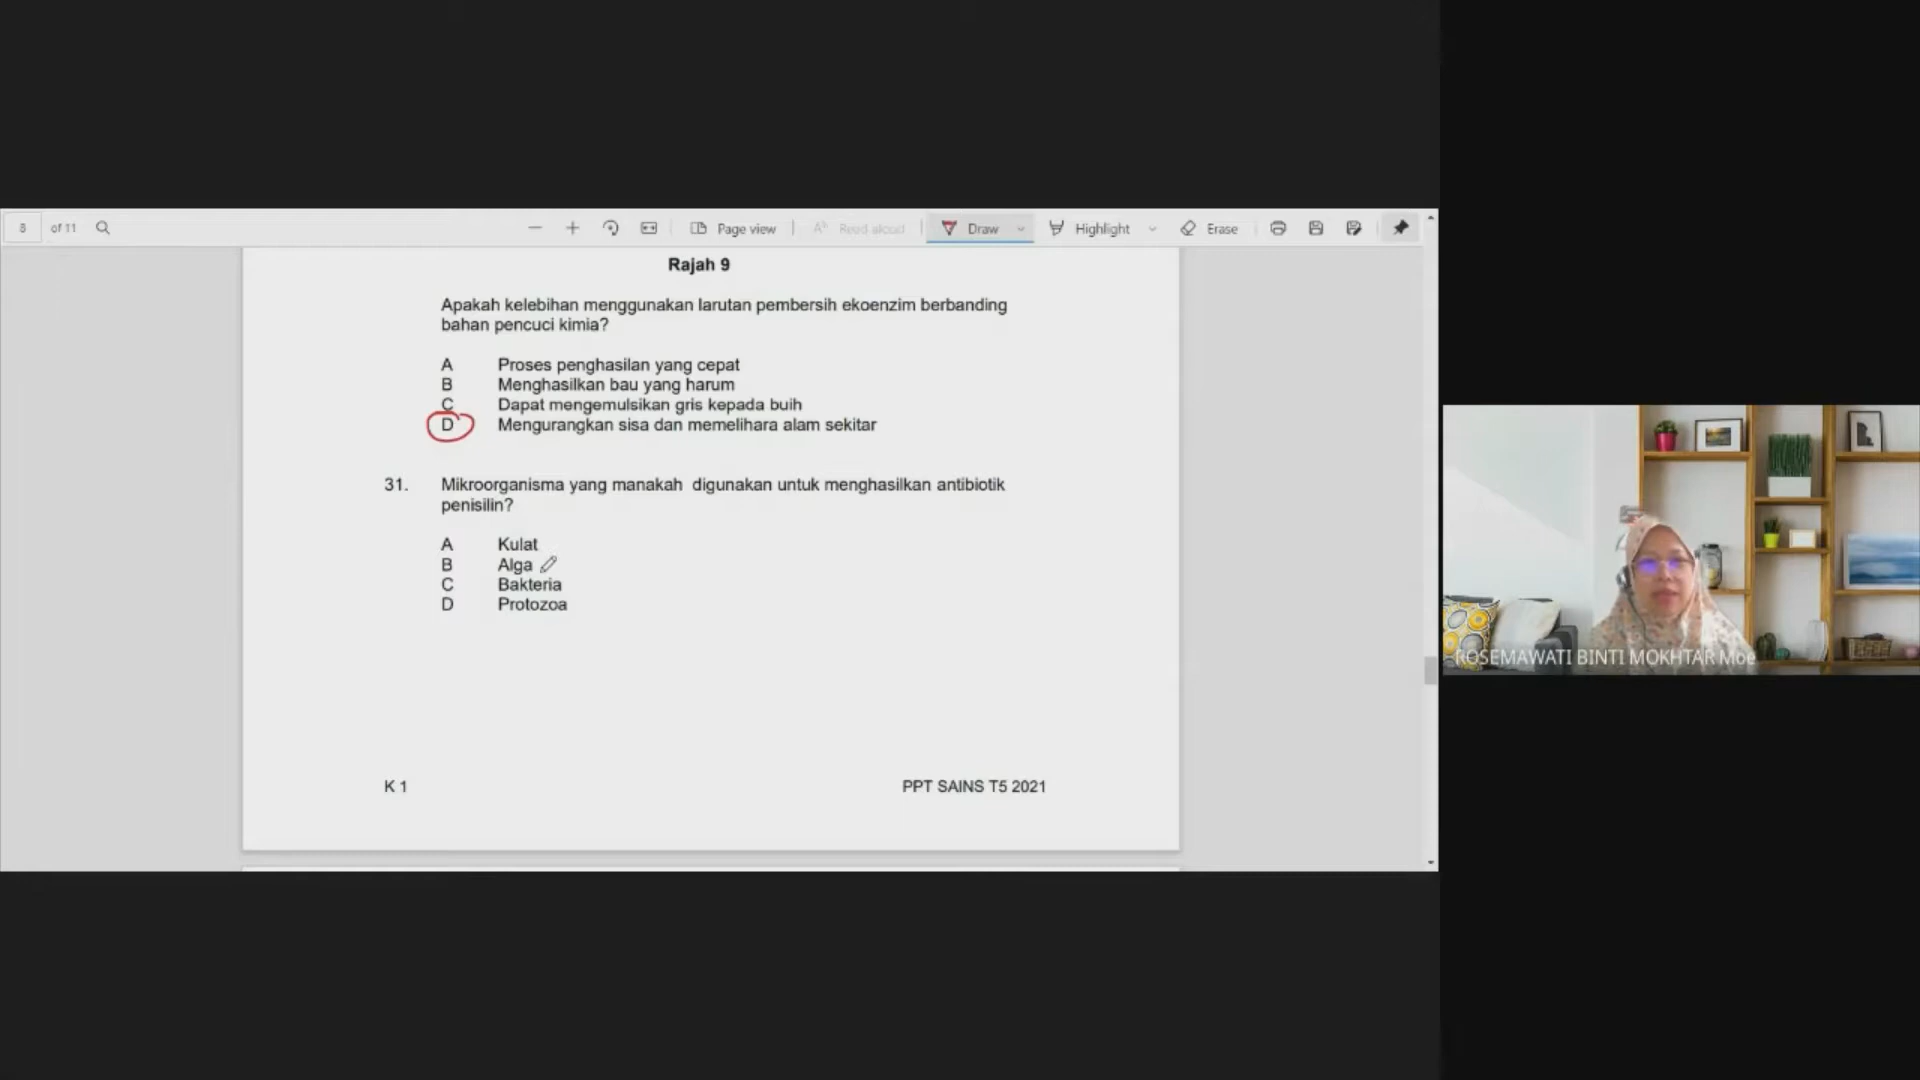 8 of 11 Page view Read aloud Draw Highlight Erase
Rajah 9
Apakah kelebihan menggunakan larutan pembersih ekoenzim berbanding
bahan pencuci kimia?
A Proses penghasilan yang cepat
B Menghasilkan bau yang harum
C Dapat mengemulsikan gris kepada buih
D Mengurangkan sisa dan memelihara alam sekitar
31. Mikroorganisma yang manakah digunakan untuk menghasilkan antibiotik
penisilin?
A Kulat
B Alga
C Bakteria
D Protozoa
K 1 PPT SAINS T5 2021
ROSEMAWATI BINTI MOKHTAR Moe